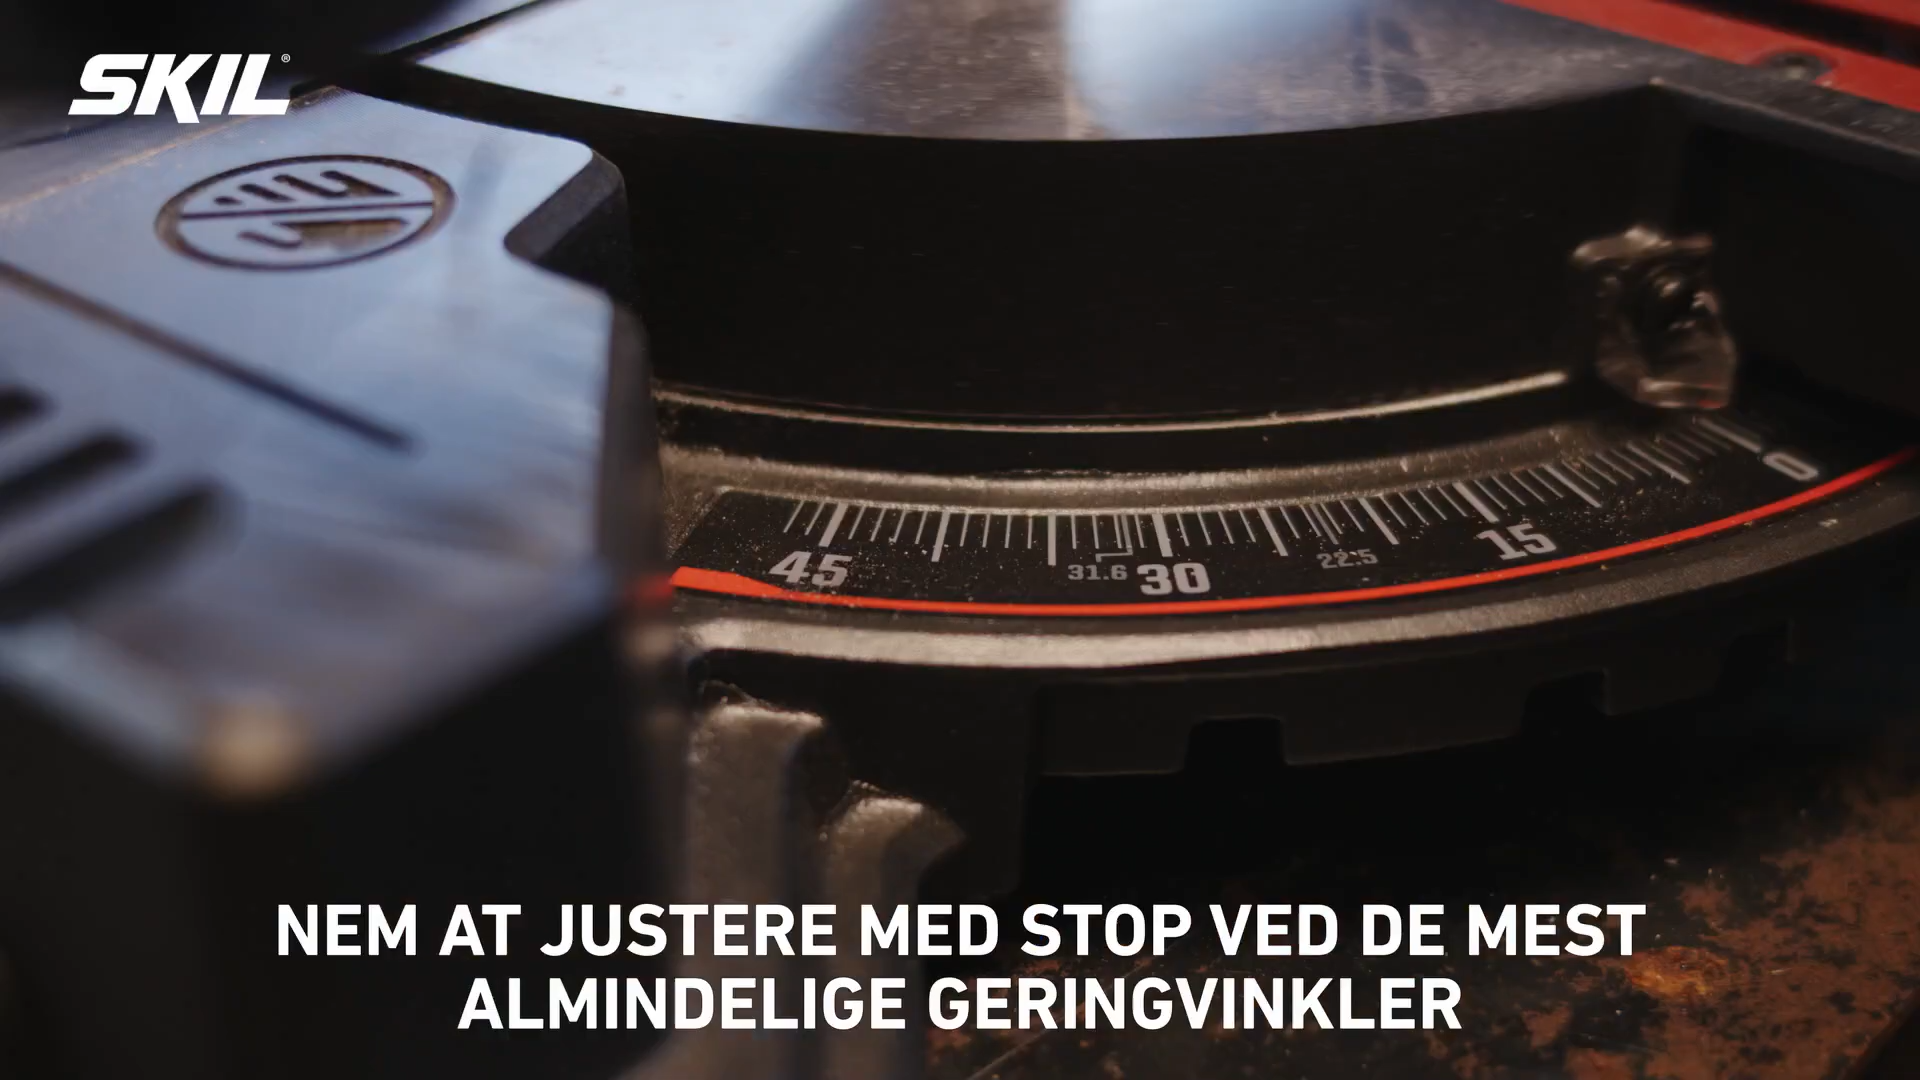 SKIL®
45 31.6 30 22.5 15 0
NEM AT JUSTERE MED STOP VED DE MEST
ALMINDELIGE GERINGVINKLER